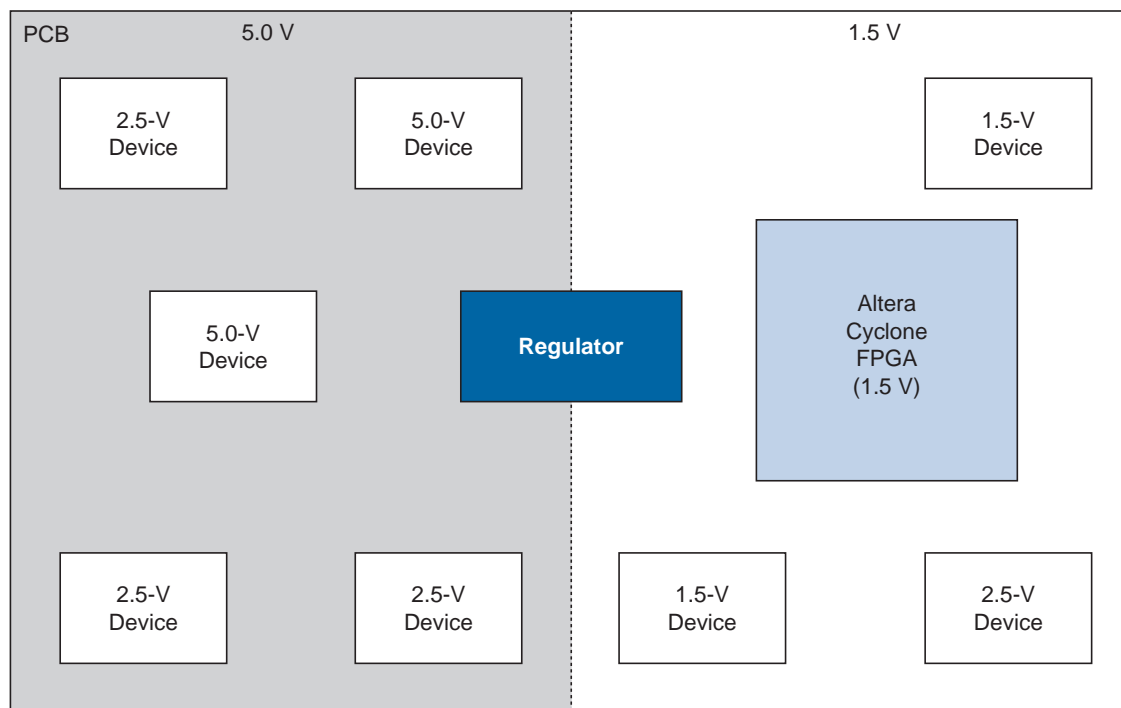 PCB
5.0 V
1.5 V
2.5-V
Device
5.0-V
Device
1.5-V
Device
5.0-V
Device
Regulator
Altera
Cyclone
FPGA
(1.5 V)
2.5-V
Device
2.5-V
Device
1.5-V
Device
2.5-V
Device